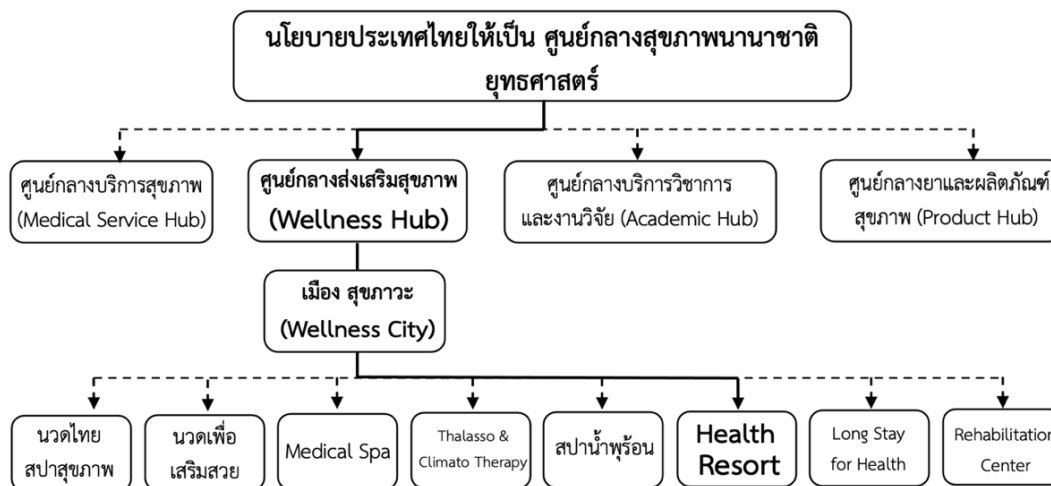 นโยบายประเทศไทยให้เป็น ศูนย์กลางสุขภาพนานาชาติ
ยุทธศาสตร์
ศูนย์กลางบริการสุขภาพ
(Medical Service Hub)
ศูนย์กลางส่งเสริมสุขภาพ
(Wellness Hub)
ศูนย์กลางบริการวิชาการ
และงานวิจัย (Academic Hub)
ศูนย์กลางยาและผลิตภัณฑ์
สุขภาพ (Product Hub)
เมือง สุขภาวะ
(Wellness City)
นวดไทย
สปาสุขภาพ
นวดเพื่อ
เสริมสวย
Medical Spa
Thalasso &
Climato Therapy
สปาน้ำพุร้อน
Health
Resort
Long Stay
for Health
Rehabilitation
Center